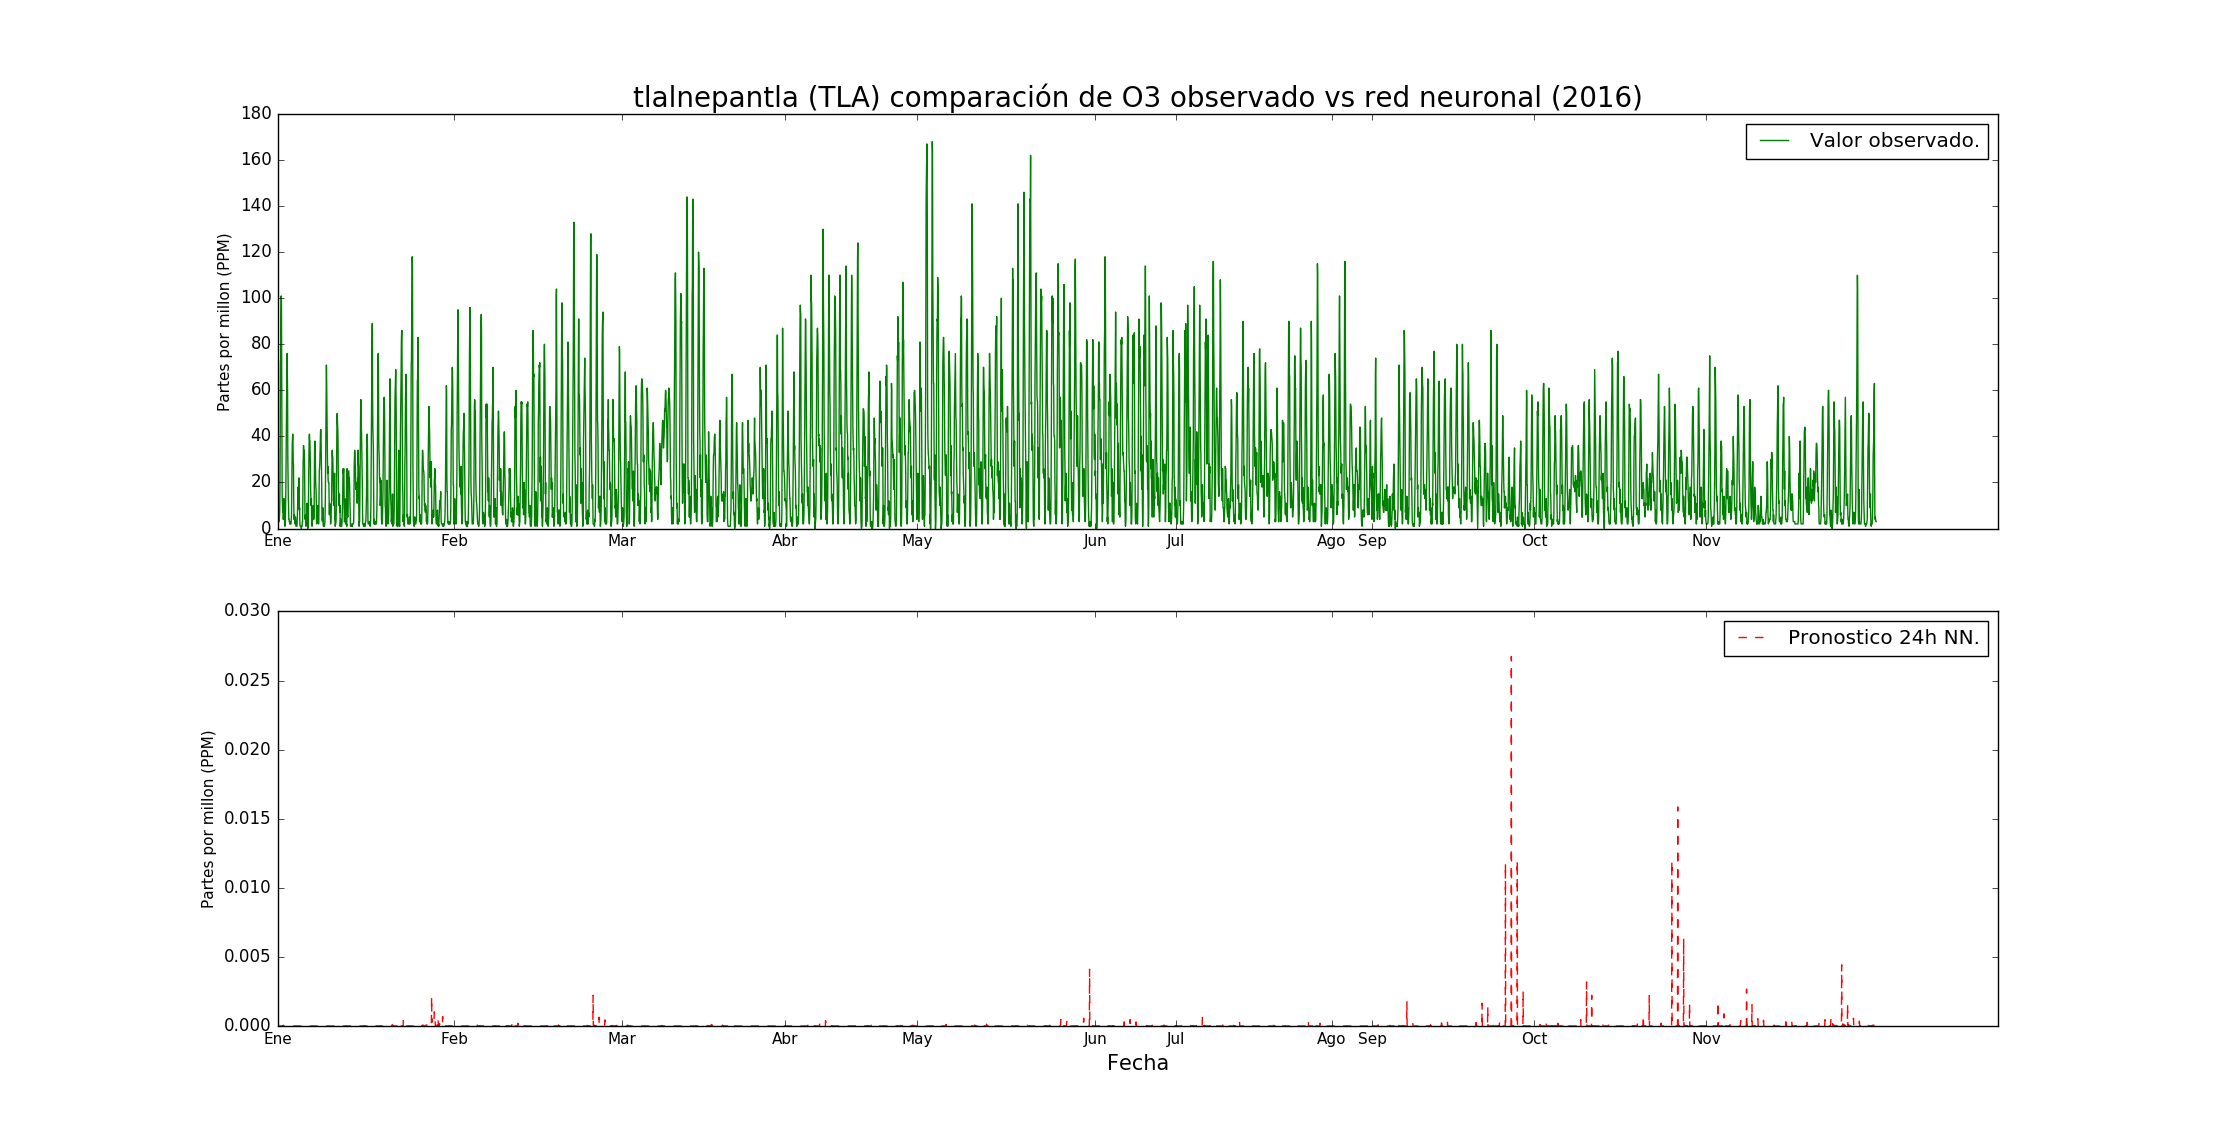 tlalnepantla (TLA) comparación de O3 observado vs red neuronal (2016)
Valor observado.
Partes por millon (PPM)
180
160
140
120
100
80
60
40
20
0
Ene Feb Mar Abr May Jun Jul Ago Sep Oct Nov
Pronostico 24h NN.
Partes por millon (PPM)
0.030
0.025
0.020
0.015
0.010
0.005
0.000
Ene Feb Mar Abr May Jun Jul Ago Sep Oct Nov
Fecha